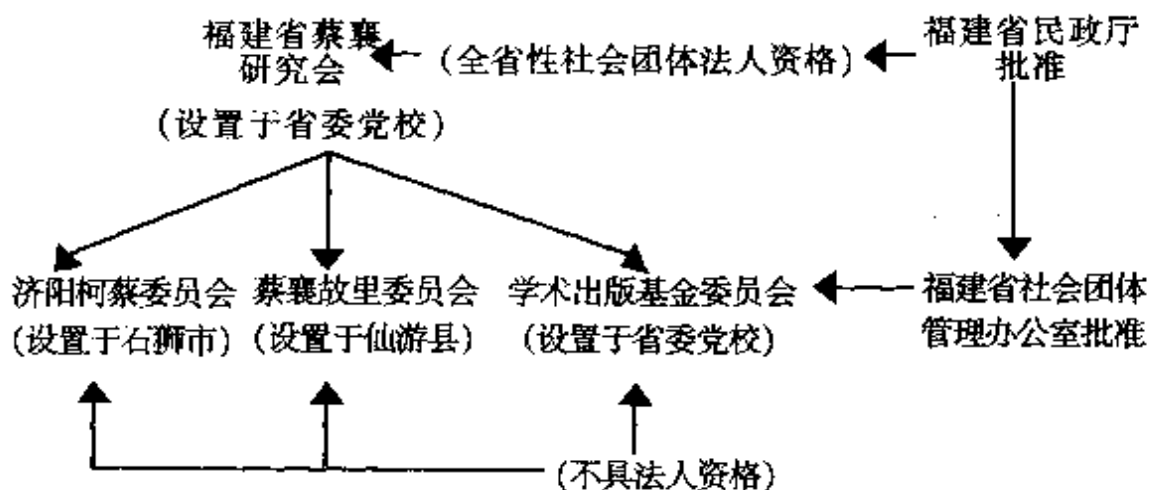 福建省蔡襄
研究会
(全省性社会团体法人资格)
福建省民政厅
批准
(设置于省委党校)
济阳柯蔡委员会
(设置于石狮市)
蔡襄故里委员会
(设置于仙游县)
学术出版基金委员会
(设置于省委党校)
福建省社会团体
管理办公室批准
(不具法人资格)